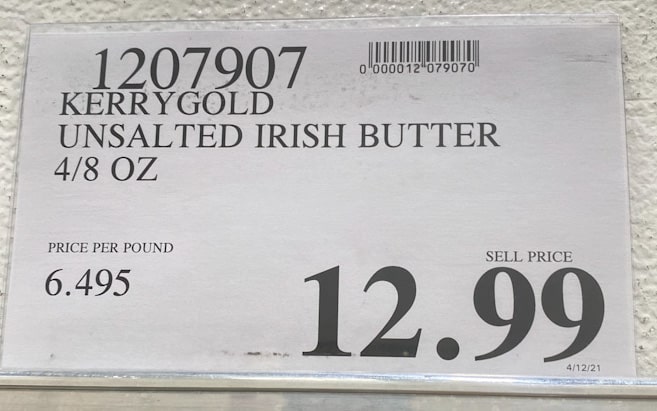 1207907
0 000012 079070
KERRYGOLD
UNSALTED IRISH BUTTER
4/8 OZ
PRICE PER POUND
6.495
SELL PRICE
12.99
4/12/21